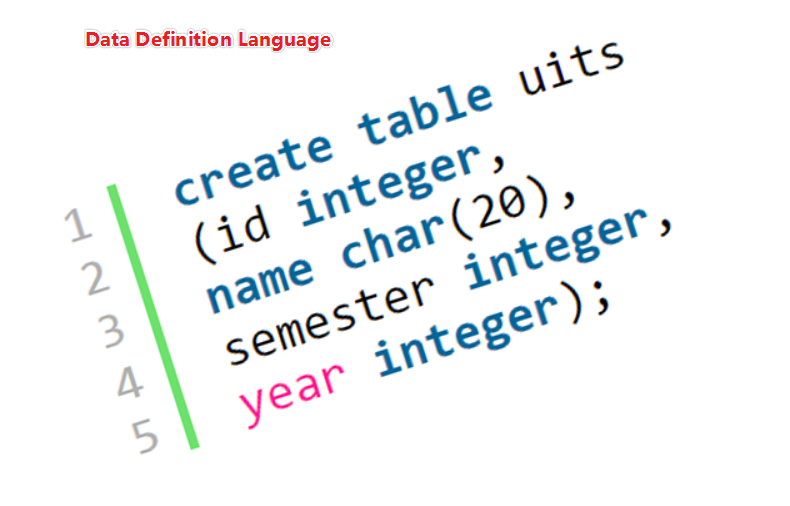 Data Definition Language
1 create table uits
2 (id integer,
3 name char(20),
4 semester integer,
5 year integer);